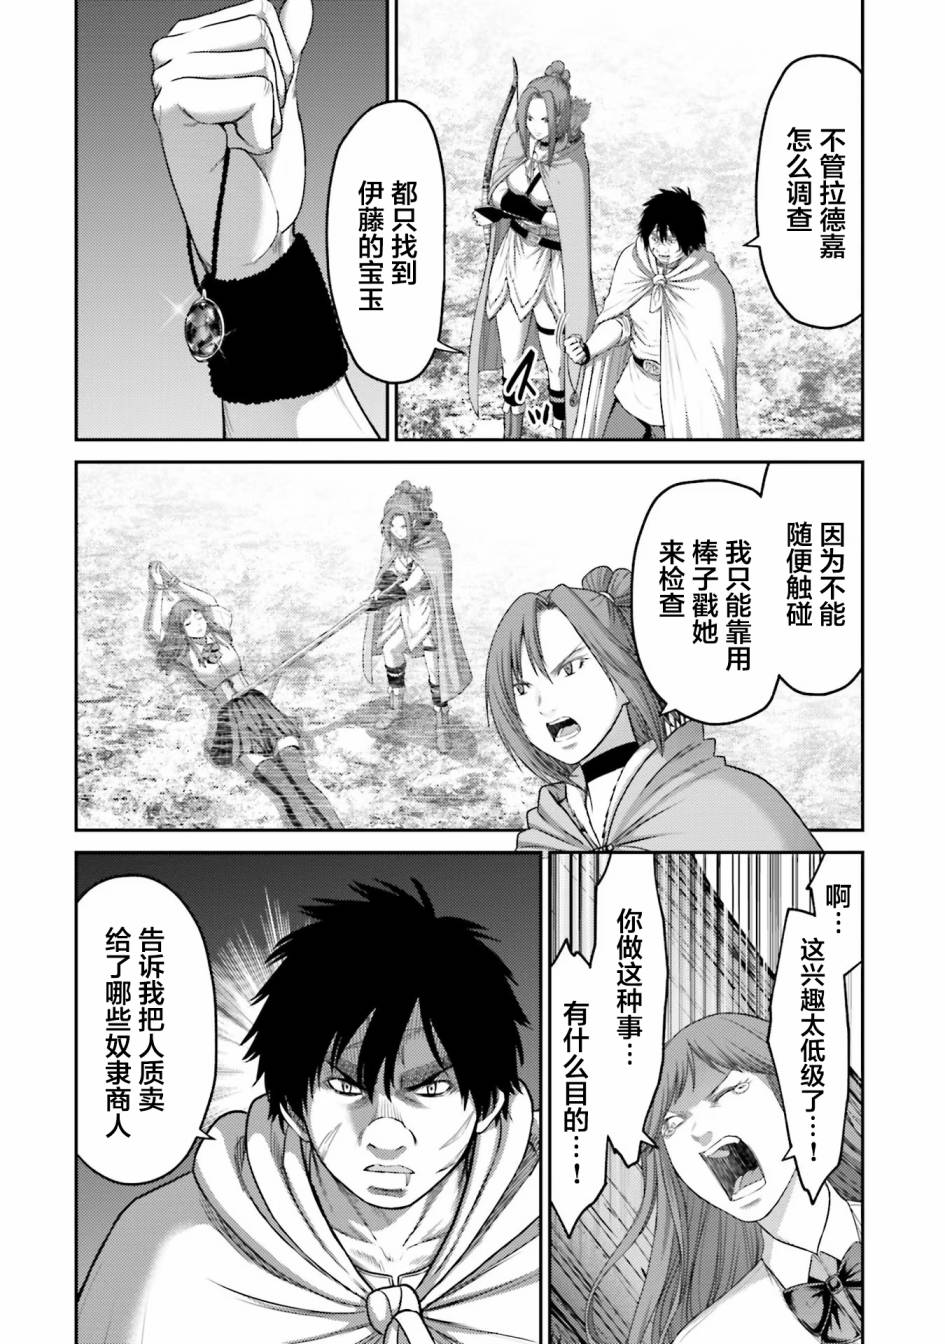 不管拉德嘉
怎么调查
都只找到
伊藤的宝玉
因为不能
随便触碰
我只能靠用
棒子戳她
来检查
啊…
这兴趣太低级了…！
你做这种事…
有什么目的…！
告诉我把人质卖
给了哪些奴隶商人